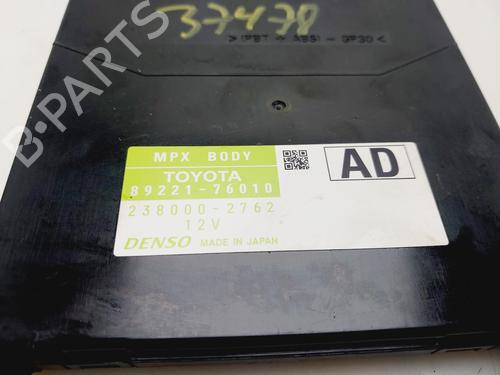 37478
>(PBT + ABS) - GF30<
MPX BODY
TOYOTA
89221-76010
238000-2762
12V
DENSO MADE IN JAPAN
AD
B-PARTS